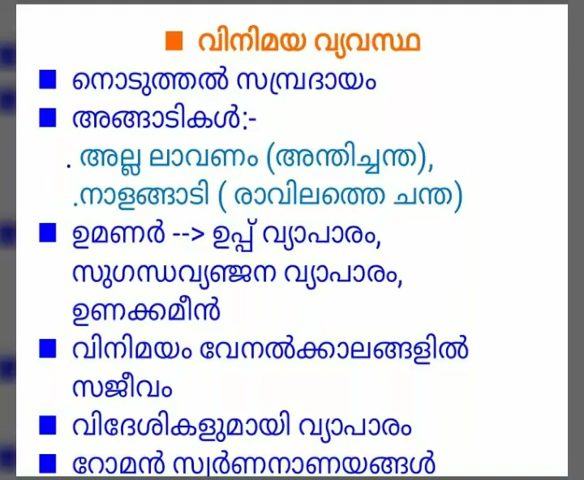 ■ വിനിമയ വ്യവസ്ഥ
■ നൊടുത്തൽ സമ്പ്രദായം
■ അങ്ങാടികൾ:-
. അല്ല ലാവണം (അന്തിച്ചന്ത),
.നാളങ്ങാടി ( രാവിലത്തെ ചന്ത)
■ ഉമണർ --> ഉപ്പ് വ്യാപാരം,
സുഗന്ധവ്യഞ്ജന വ്യാപാരം,
ഉണക്കമീൻ
■ വിനിമയം വേനൽക്കാലങ്ങളിൽ
സജീവം
■ വിദേശികളുമായി വ്യാപാരം
■ റോമൻ സ്വർണനാണയങ്ങൾ